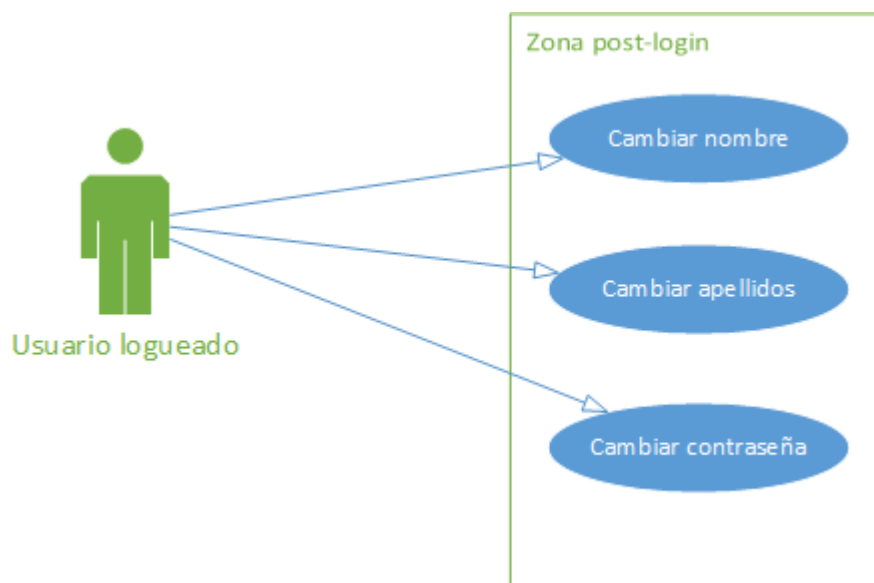 Zona post-login
Cambiar nombre
Cambiar apellidos
Usuario logueado
Cambiar contraseña